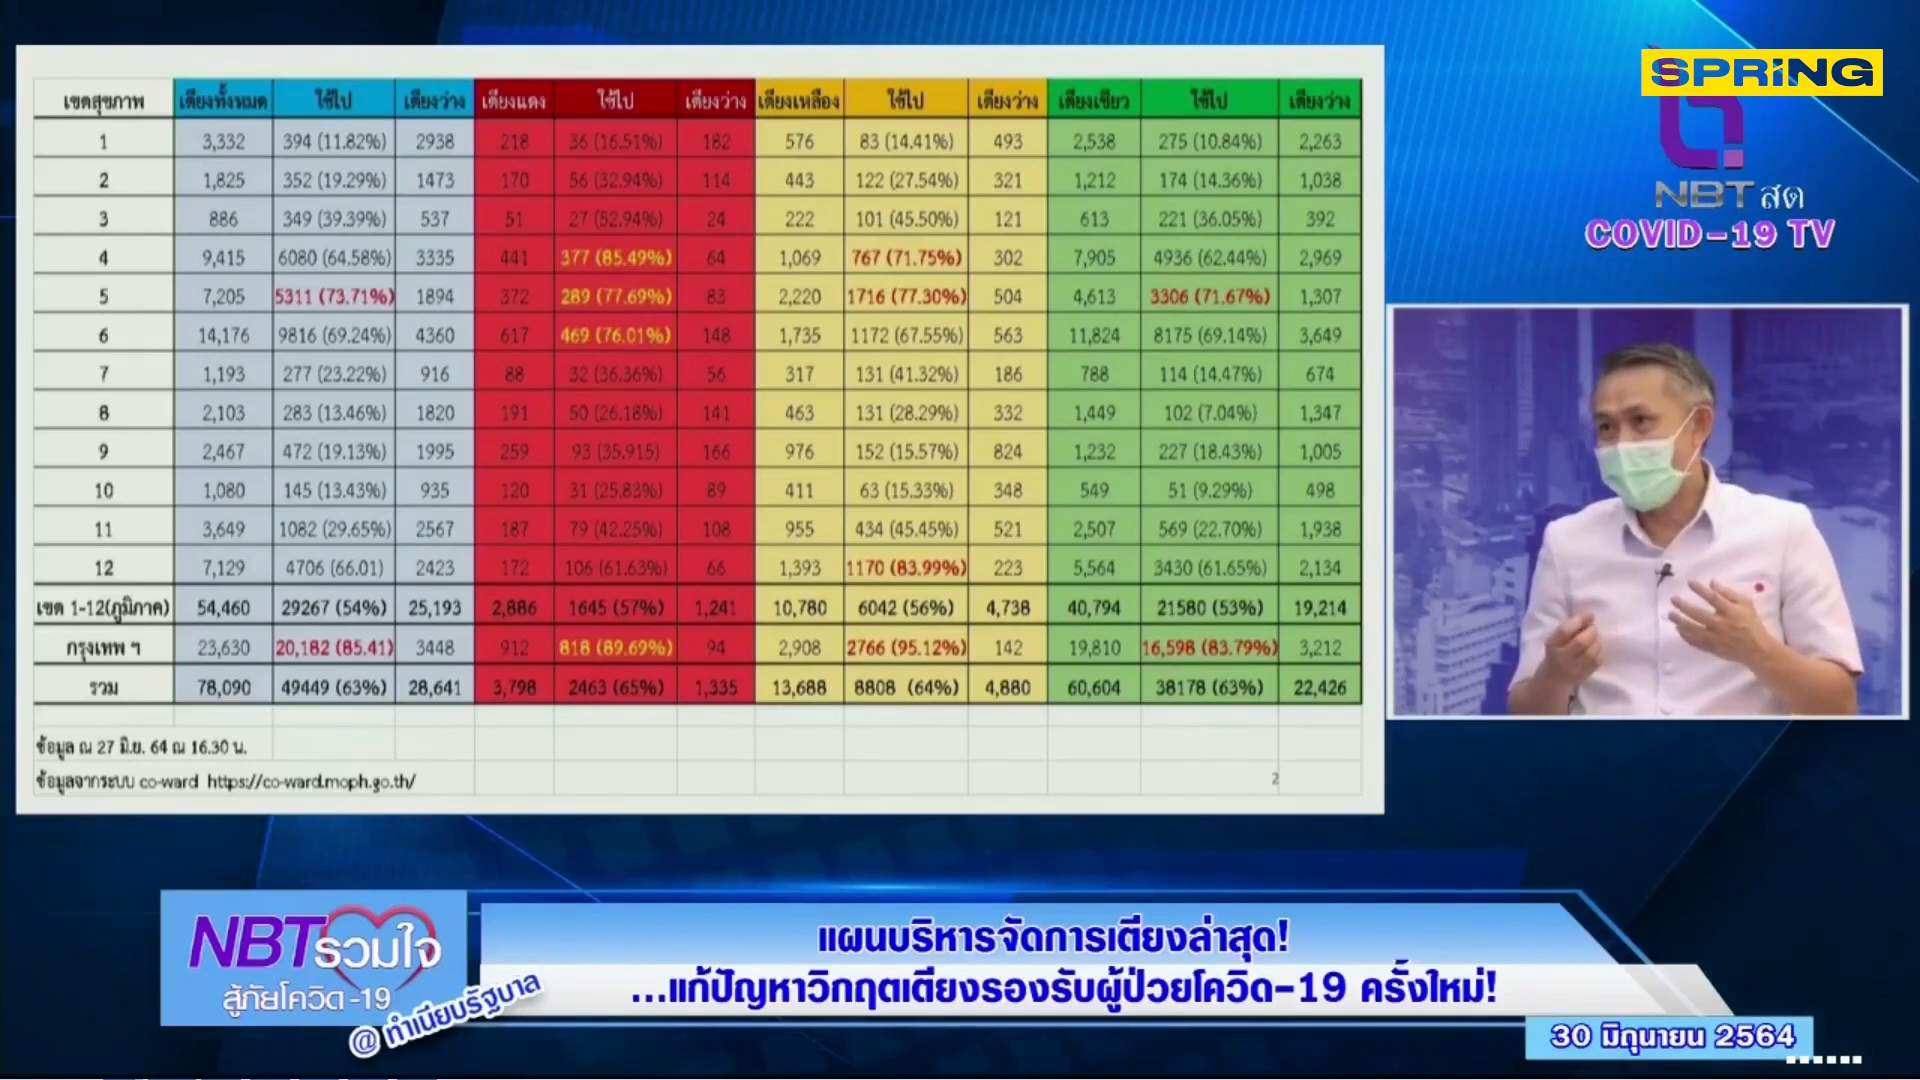 SPRiNG
NBT สด
COVID-19 TV
เขตสุขภาพ เตียงทั้งหมด ใช้ไป เตียงว่าง เตียงแดง ใช้ไป เตียงว่าง เตียงเหลือง ใช้ไป เตียงว่าง เตียงเขียว ใช้ไป เตียงว่าง
1 3,332 394 (11.82%) 2938 218 36 (16.51%) 182 576 83 (14.41%) 493 2,538 275 (10.84%) 2,263
2 1,825 352 (19.29%) 1473 170 56 (32.94%) 114 443 122 (27.54%) 321 1,212 174 (14.36%) 1,038
3 886 349 (39.39%) 537 51 27 (52.94%) 24 222 101 (45.50%) 121 613 221 (36.05%) 392
4 9,415 6080 (64.58%) 3335 441 377 (85.49%) 64 1,069 767 (71.75%) 302 7,905 4936 (62.44%) 2,969
5 7,205 5311 (73.71%) 1894 372 289 (77.69%) 83 2,220 1716 (77.30%) 504 4,613 3306 (71.67%) 1,307
6 14,176 9816 (69.24%) 4360 617 469 (76.01%) 148 1,735 1172 (67.55%) 563 11,824 8175 (69.14%) 3,649
7 1,193 277 (23.22%) 916 88 32 (36.36%) 56 317 131 (41.32%) 186 788 114 (14.47%) 674
8 2,103 283 (13.46%) 1820 191 50 (26.18%) 141 463 131 (28.29%) 332 1,449 102 (7.04%) 1,347
9 2,467 472 (19.13%) 1995 259 93 (35.915) 166 976 152 (15.57%) 824 1,232 227 (18.43%) 1,005
10 1,080 145 (13.43%) 935 120 31 (25.83%) 89 411 63 (15.33%) 348 549 51 (9.29%) 498
11 3,649 1082 (29.65%) 2567 187 79 (42.25%) 108 955 434 (45.45%) 521 2,507 569 (22.70%) 1,938
12 7,129 4706 (66.01) 2423 172 106 (61.63%) 66 1,393 1170 (83.99%) 223 5,564 3430 (61.65%) 2,134
เขต 1-12(ภูมิภาค) 54,460 29267 (54%) 25,193 2,886 1645 (57%) 1,241 10,780 6042 (56%) 4,738 40,794 21580 (53%) 19,214
กรุงเทพ ฯ 23,630 20,182 (85.41) 3448 912 818 (89.69%) 94 2,908 2766 (95.12%) 142 19,810 16,598 (83.79%) 3,212
รวม 78,090 49449 (63%) 28,641 3,798 2463 (65%) 1,335 13,688 8808 (64%) 4,880 60,604 38178 (63%) 22,426
ข้อมูล ณ 27 มิ.ย. 64 ณ 16.30 น.
ข้อมูลจากระบบ co-ward https://co-ward.moph.go.th/ 2
NBTรวมใจ
สู้ภัยโควิด-19
@ ทำเนียบรัฐบาล
แผนบริหารจัดการเตียงล่าสุด!
...แก้ปัญหาวิกฤตเตียงรองรับผู้ป่วยโควิด-19 ครั้งใหม่!
30 มิถุนายน 2564